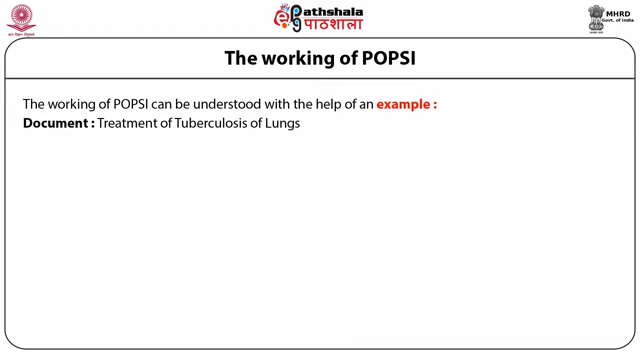 Pathshala
पाठशाला
MHRD
Govt. of India
The working of POPSI
The working of POPSI can be understood with the help of an example :
Document : Treatment of Tuberculosis of Lungs